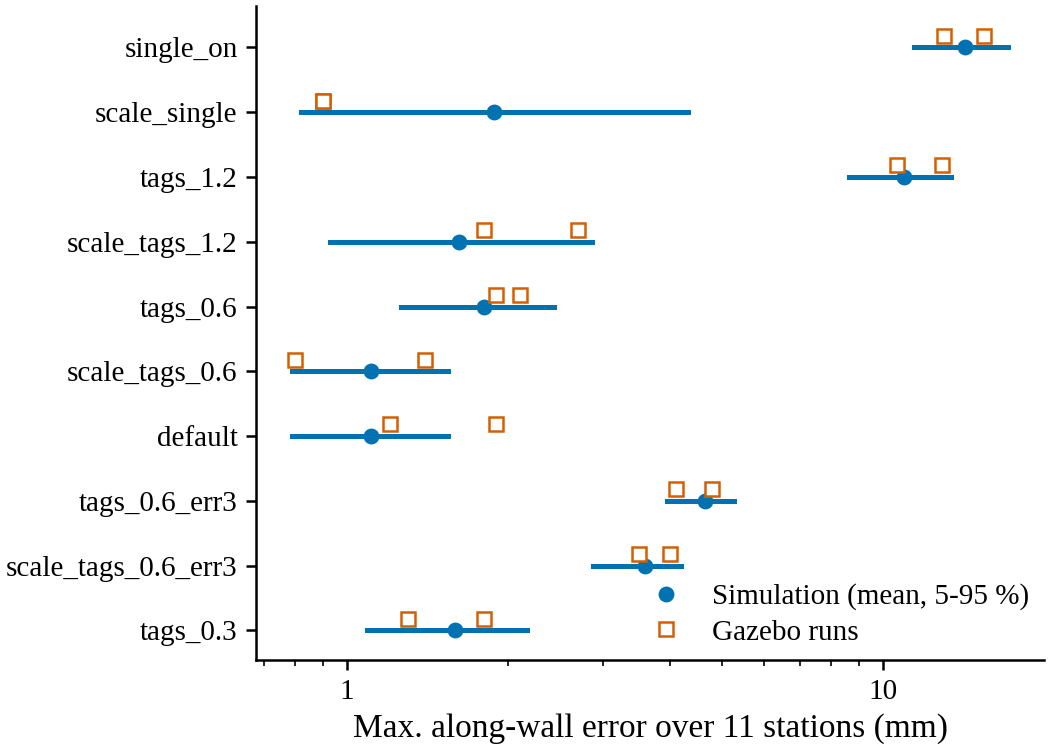 single_on
scale_single
tags_1.2
scale_tags_1.2
tags_0.6
scale_tags_0.6
default
tags_0.6_err3
scale_tags_0.6_err3
tags_0.3
Simulation (mean, 5-95 %)
Gazebo runs
1 10
Max. along-wall error over 11 stations (mm)